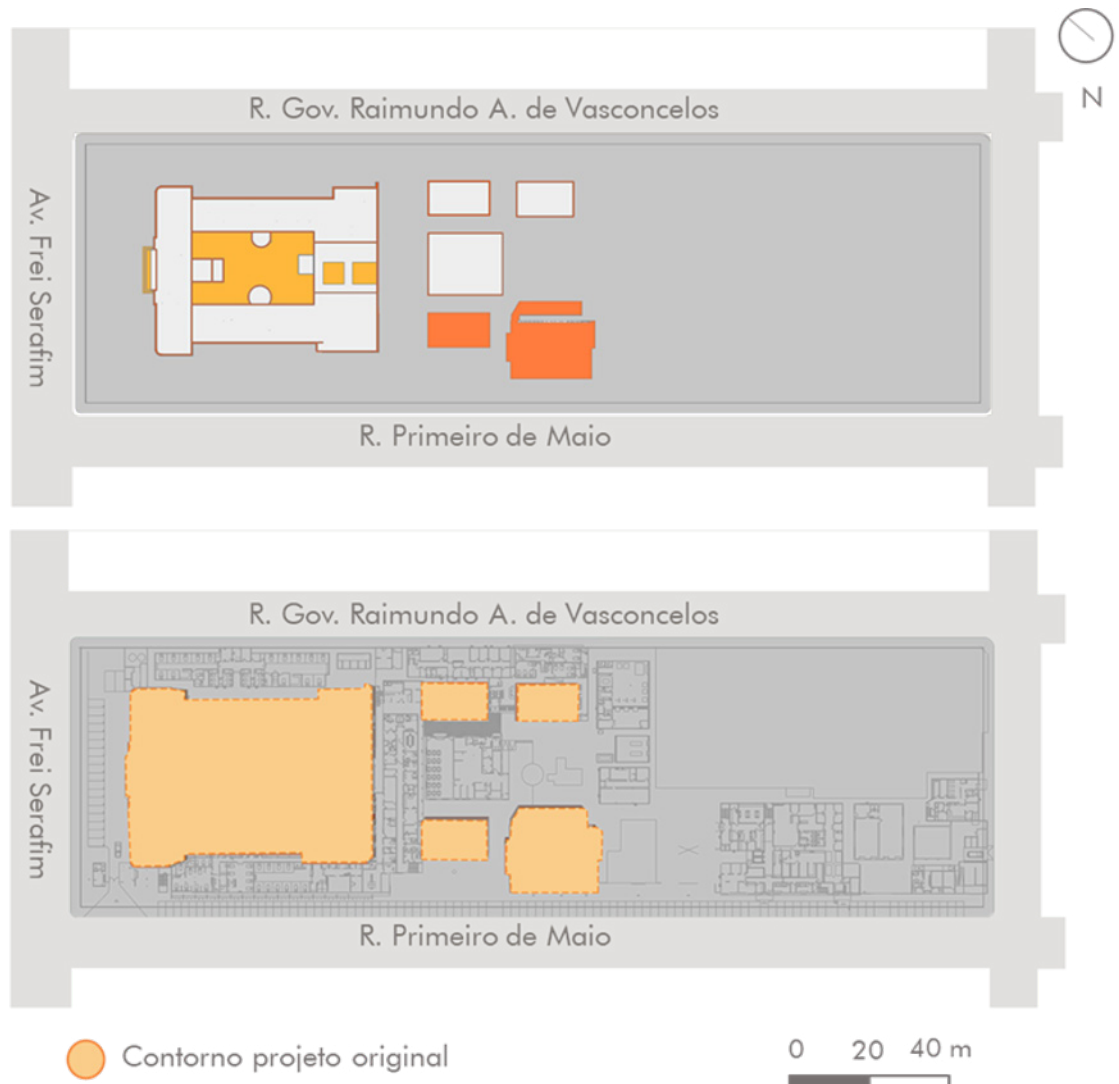 N
R. Gov. Raimundo A. de Vasconcelos
Av. Frei Serafim
R. Primeiro de Maio
R. Gov. Raimundo A. de Vasconcelos
Av. Frei Serafim
R. Primeiro de Maio
Contorno projeto original
0 20 40 m